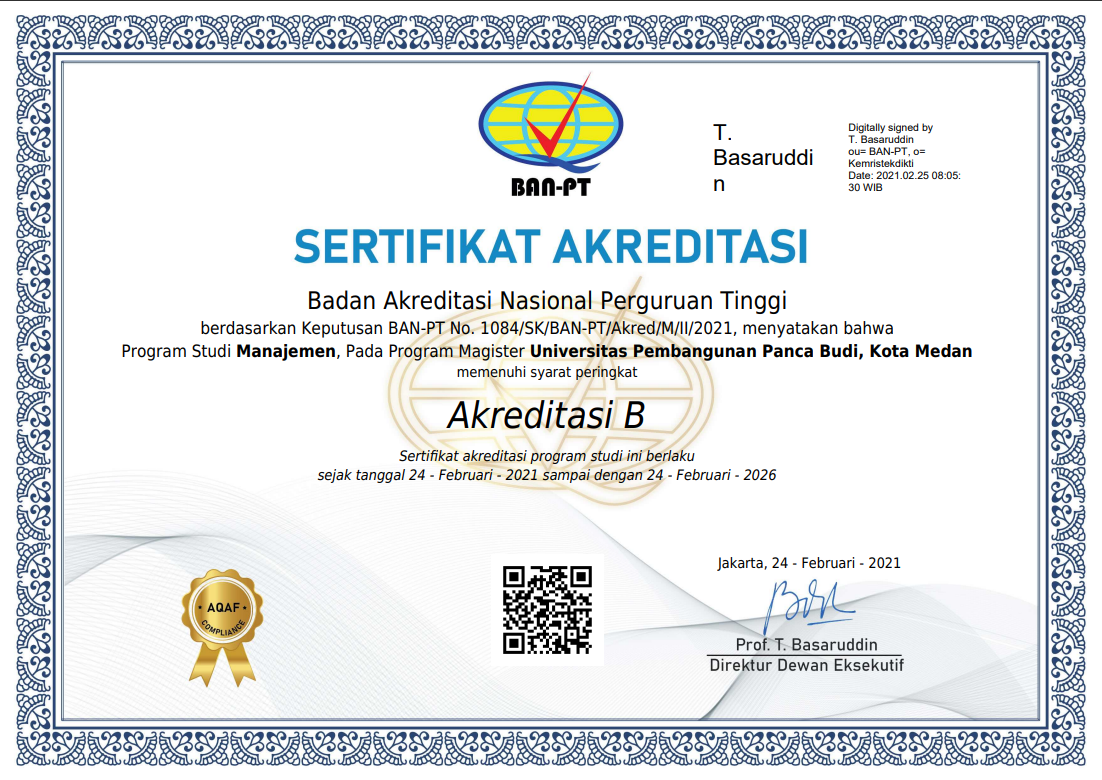 BAN-PT
T.
Basaruddi
n
Digitally signed by
T. Basaruddin
ou= BAN-PT, o=
Kemristekdikti
Date: 2021.02.25 08:05:
30 WIB
SERTIFIKAT AKREDITASI
Badan Akreditasi Nasional Perguruan Tinggi
berdasarkan Keputusan BAN-PT No. 1084/SK/BAN-PT/Akred/M/II/2021, menyatakan bahwa
Program Studi Manajemen, Pada Program Magister Universitas Pembangunan Panca Budi, Kota Medan
memenuhi syarat peringkat
Akreditasi B
Sertifikat akreditasi program studi ini berlaku
sejak tanggal 24 - Februari - 2021 sampai dengan 24 - Februari - 2026
AQAF
COMPLIANCE
Jakarta, 24 - Februari - 2021
Prof. T. Basaruddin
Direktur Dewan Eksekutif